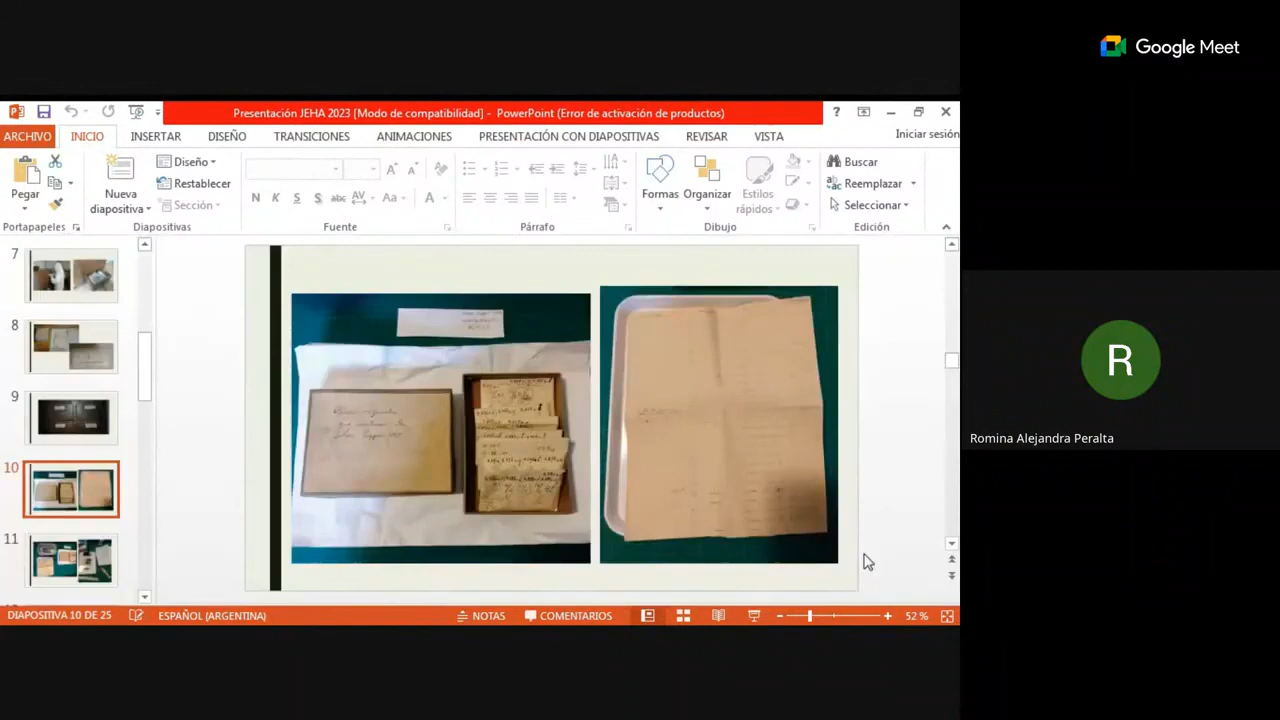 Google Meet
Presentación JEHA 2023 [Modo de compatibilidad] - PowerPoint (Error de activación de productos)
?
ARCHIVO INICIO INSERTAR DISEÑO TRANSICIONES ANIMACIONES PRESENTACIÓN CON DIAPOSITIVAS REVISAR VISTA Iniciar sesión
Pegar
Nueva diapositiva
Diseño
Restablecer
Sección
N K S S abc AV Aa A
Formas
Organizar
Estilos rápidos
Buscar
Reemplazar
Seleccionar
Portapapeles Diapositivas Fuente Párrafo Dibujo Edición
7
8
9
10
11
R
Romina Alejandra Peralta
DIAPOSITIVA 10 DE 25 ESPAÑOL (ARGENTINA) NOTAS COMENTARIOS 52 %